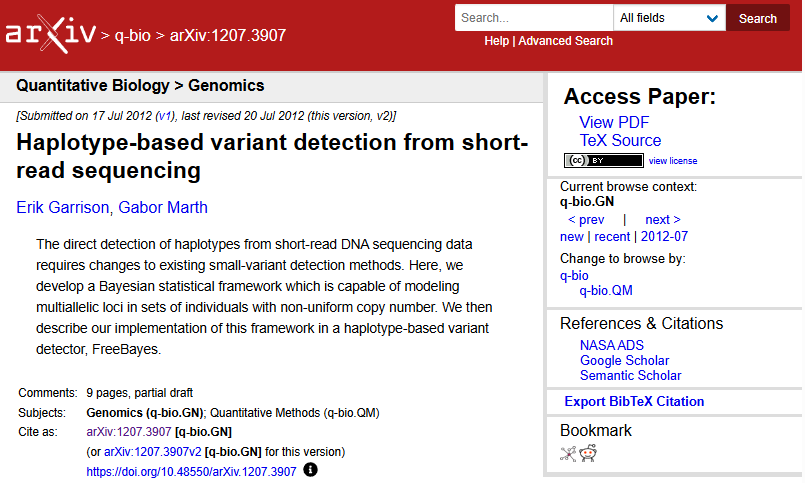 arXiv > q-bio > arXiv:1207.3907
Search...
All fields
Search
Help | Advanced Search
Quantitative Biology > Genomics
[Submitted on 17 Jul 2012 (v1), last revised 20 Jul 2012 (this version, v2)]
Haplotype-based variant detection from short-
read sequencing
Erik Garrison, Gabor Marth
The direct detection of haplotypes from short-read DNA sequencing data
requires changes to existing small-variant detection methods. Here, we
develop a Bayesian statistical framework which is capable of modeling
multiallelic loci in sets of individuals with non-uniform copy number. We then
describe our implementation of this framework in a haplotype-based variant
detector, FreeBayes.
Comments: 9 pages, partial draft
Subjects: Genomics (q-bio.GN); Quantitative Methods (q-bio.QM)
Cite as: arXiv:1207.3907 [q-bio.GN]
(or arXiv:1207.3907v2 [q-bio.GN] for this version)
https://doi.org/10.48550/arXiv.1207.3907
Access Paper:
View PDF
TeX Source
(cc) BY view license
Current browse context:
q-bio.GN
< prev | next >
new | recent | 2012-07
Change to browse by:
q-bio
q-bio.QM
References & Citations
NASA ADS
Google Scholar
Semantic Scholar
Export BibTeX Citation
Bookmark